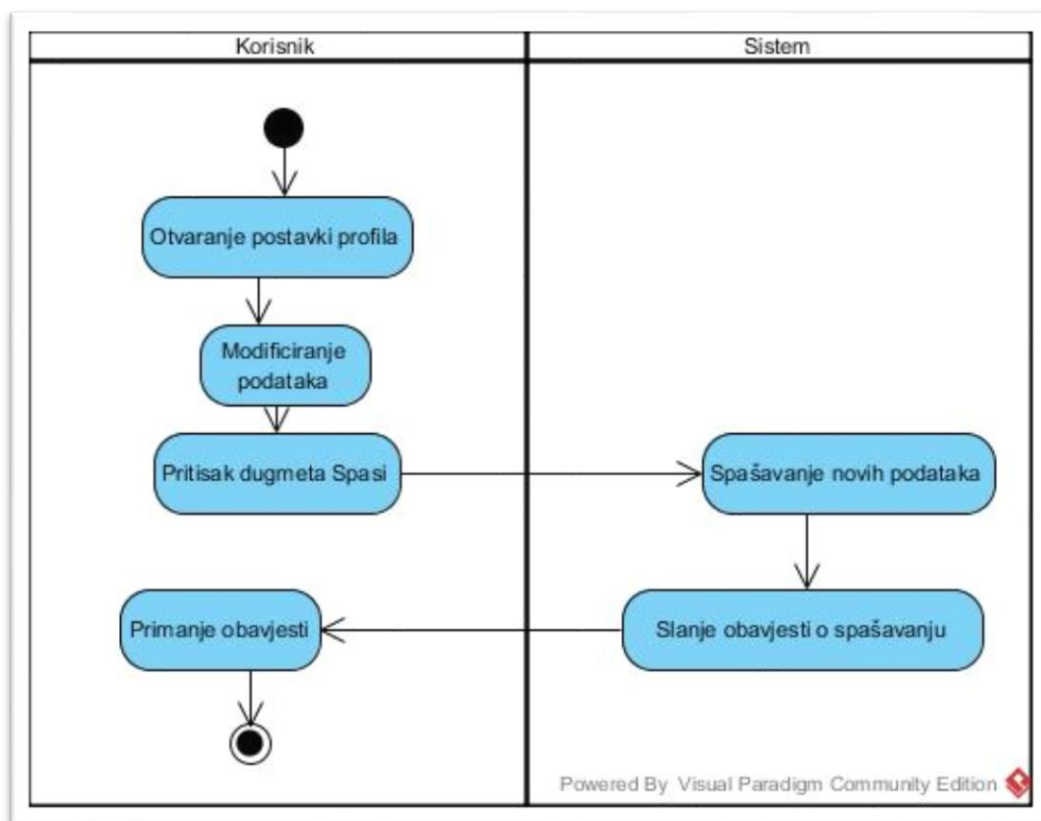 Korisnik
Sistem
Otvaranje postavki profila
Modificiranje
podataka
Pritisak dugmeta Spasi
Spašavanje novih podataka
Slanje obavjesti o spašavanju
Primanje obavjesti
Powered By Visual Paradigm Community Edition